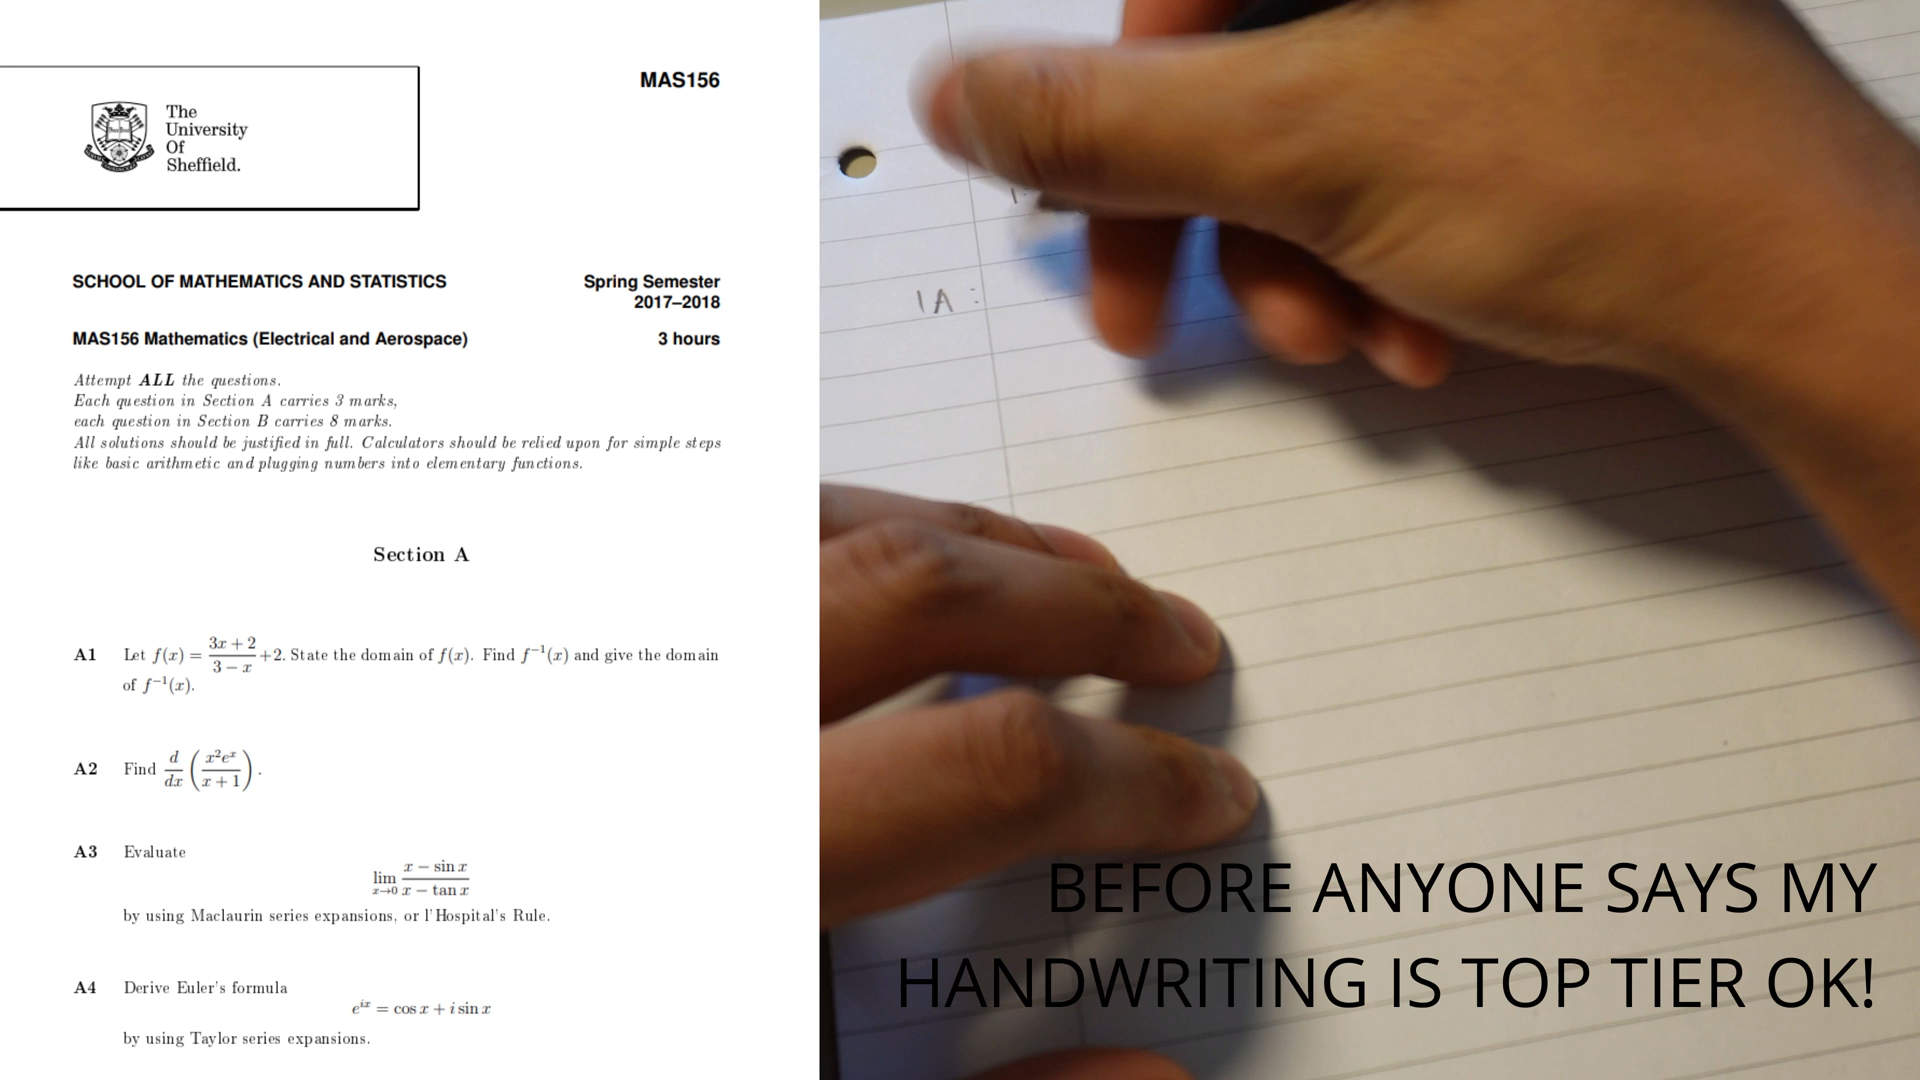 MAS156
The
University
Of
Sheffield.
SCHOOL OF MATHEMATICS AND STATISTICS
Spring Semester
2017–2018
MAS156 Mathematics (Electrical and Aerospace)
3 hours
Attempt ALL the questions.
Each question in Section A carries 3 marks,
each question in Section B carries 8 marks.
All solutions should be justified in full. Calculators should be relied upon for simple steps
like basic arithmetic and plugging numbers into elementary functions.
Section A
A1 Let f(x) = (3x + 2)/(3 − x) +2. State the domain of f(x). Find f⁻¹(x) and give the domain
of f⁻¹(x).
A2 Find d/dx (x²eˣ/(x + 1)).
A3 Evaluate
lim x→0 (x − sin x)/(x − tan x)
by using Maclaurin series expansions, or l'Hospital's Rule.
A4 Derive Euler's formula
eⁱˣ = cos x + i sin x
by using Taylor series expansions.
1A :
BEFORE ANYONE SAYS MY
HANDWRITING IS TOP TIER OK!